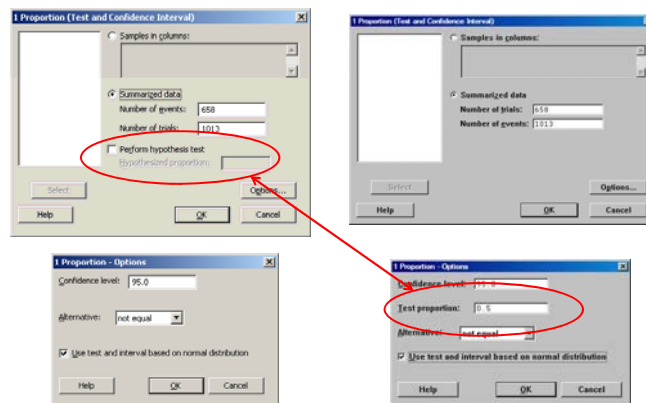 1 Proportion (Test and Confidence Interval)
Samples in columns:
Summarized data
Number of events: 658
Number of trials: 1013
Perform hypothesis test
Hypothesized proportion:
Select
Options...
Help
OK
Cancel
1 Proportion (Test and Confidence Interval)
Samples in columns:
Summarized data
Number of trials: 658
Number of events: 1013
Select
Options...
Help
OK
Cancel
1 Proportion - Options
Confidence level: 95.0
Alternative: not equal
Use test and interval based on normal distribution
Help
OK
Cancel
1 Proportion - Options
Confidence level: 95.0
Test proportion: 0.5
Alternative: not equal
Use test and interval based on normal distribution
Help
OK
Cancel